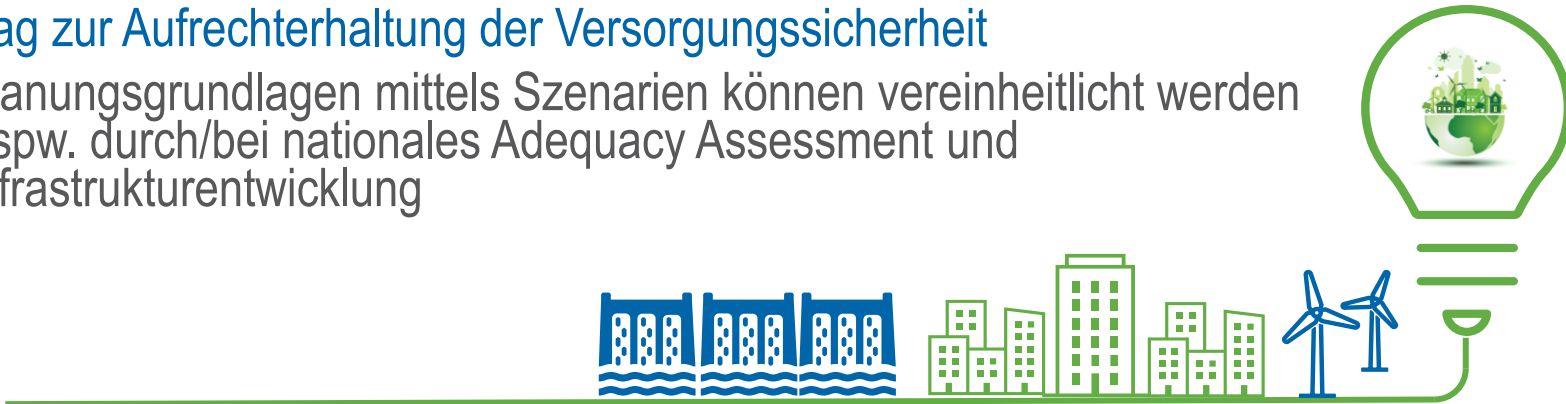 ag zur Aufrechterhaltung der Versorgungssicherheit
anungsgrundlagen mittels Szenarien können vereinheitlicht werden
spw. durch/bei nationales Adequacy Assessment und
frastrukturentwicklung